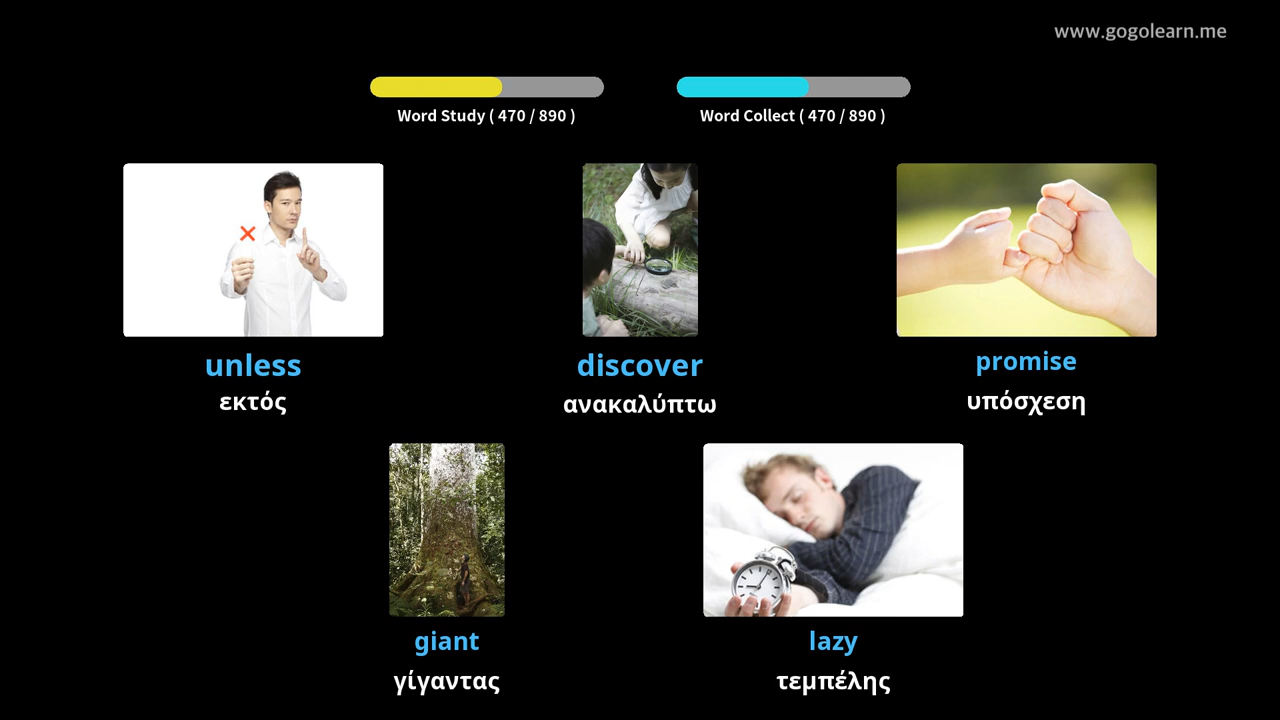 www.gogolearn.me
Word Study ( 470 / 890 )
Word Collect ( 470 / 890 )
unless
εκτός
discover
ανακαλύπτω
promise
υπόσχεση
giant
γίγαντας
lazy
τεμπέλης